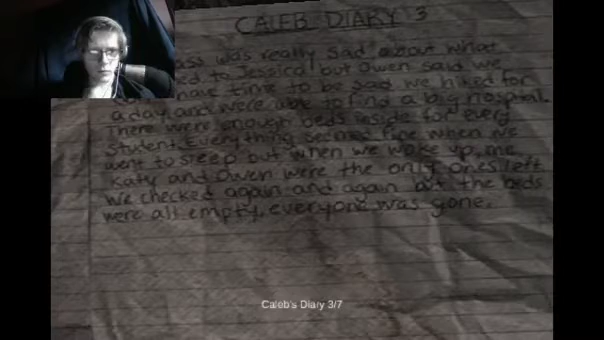 CALEB DIARY 3
was really sad about what
to Jessica but Owen said we
have time to be sad we hiked for
a day and were able to find a big hospital.
There were enough beds inside for every
student. Everything seemed fine when we
went to sleep but when we woke up, me
Katy and Owen were the only ones left
we checked again and again but the beds
were all empty, everyone was gone.
Caleb's Diary 3/7